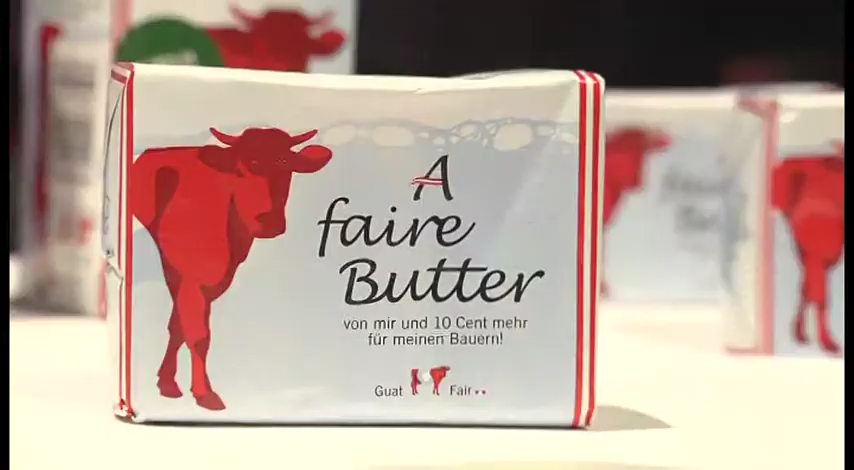 A
faire
Butter
von mir und 10 Cent mehr
für meinen Bauern!
Guat Fair